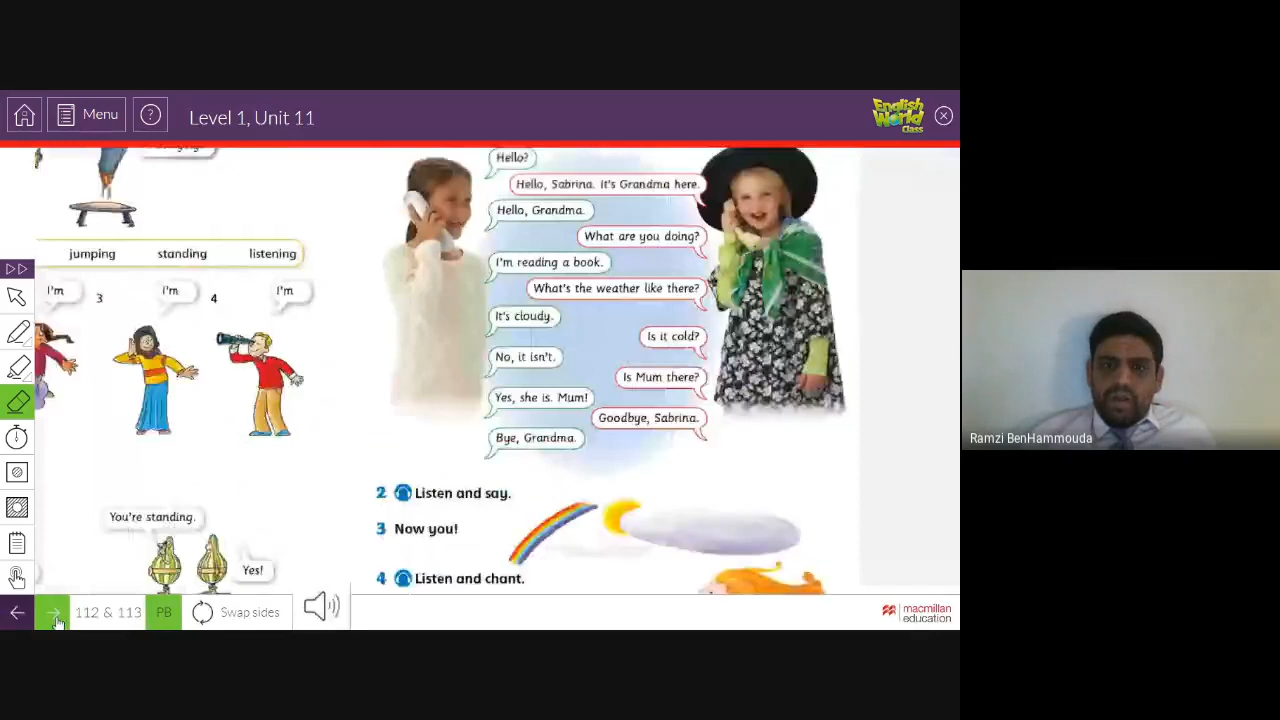 Menu
?
Level 1, Unit 11
English World Class
jumping standing listening
I'm 3 I'm 4 I'm
You're standing.
Yes!
Hello?
Hello, Sabrina. It's Grandma here.
Hello, Grandma.
What are you doing?
I'm reading a book.
What's the weather like there?
It's cloudy.
Is it cold?
No, it isn't.
Is Mum there?
Yes, she is. Mum!
Goodbye, Sabrina.
Bye, Grandma.
2 Listen and say.
3 Now you!
4 Listen and chant.
112 & 113 PB Swap sides
macmillan
education
Ramzi BenHammouda